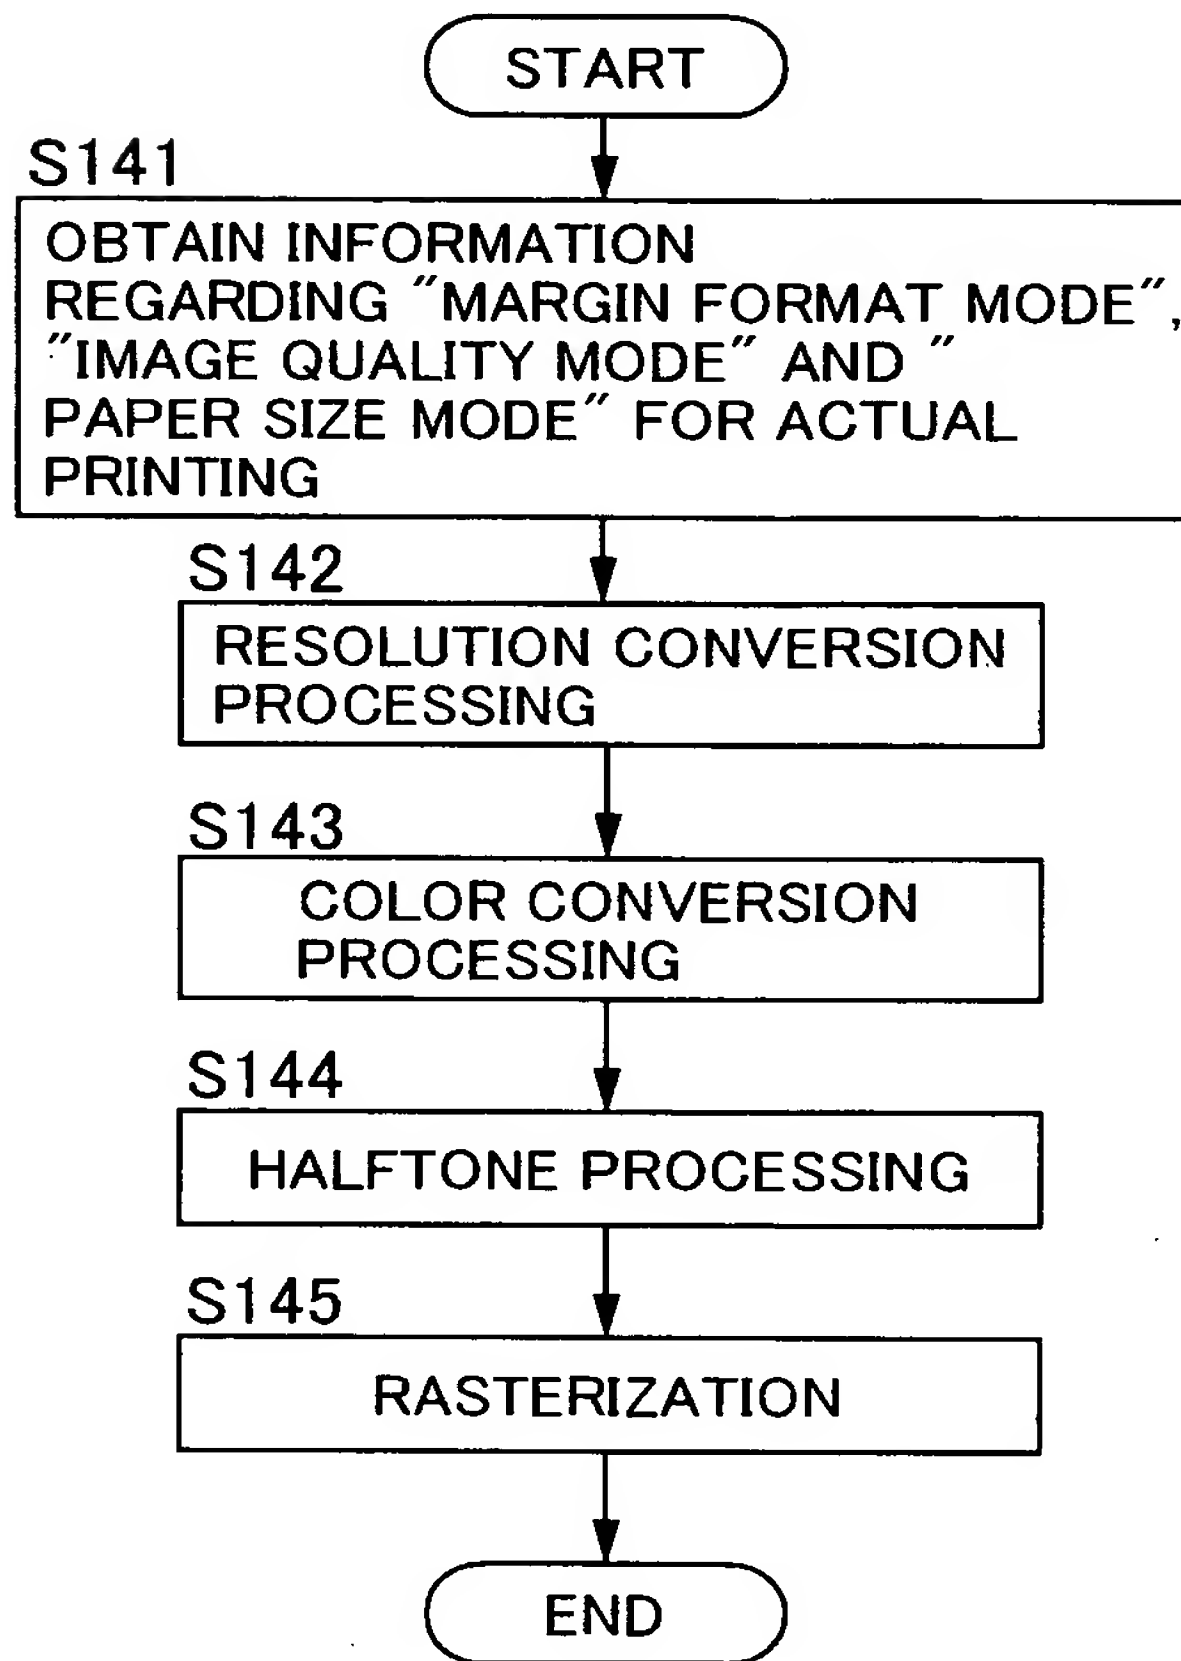 START
S141
OBTAIN INFORMATION
REGARDING "MARGIN FORMAT MODE",
"IMAGE QUALITY MODE" AND "
PAPER SIZE MODE" FOR ACTUAL
PRINTING
S142
RESOLUTION CONVERSION
PROCESSING
S143
COLOR CONVERSION
PROCESSING
S144
HALFTONE PROCESSING
S145
RASTERIZATION
END